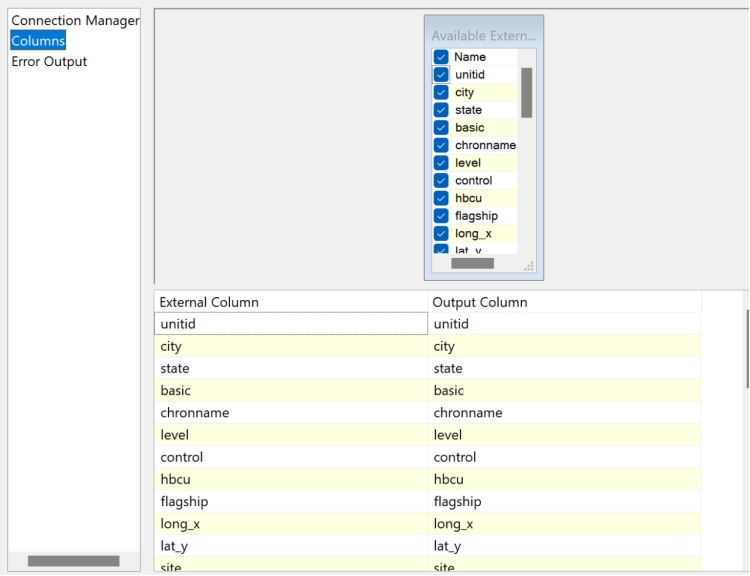 Connection Manager
Columns
Error Output
Available Extern...
Name
unitid
city
state
basic
chronname
level
control
hbcu
flagship
long_x
lat_y
External Column Output Column
unitid unitid
city city
state state
basic basic
chronname chronname
level level
control control
hbcu hbcu
flagship flagship
long_x long_x
lat_y lat_y
site site